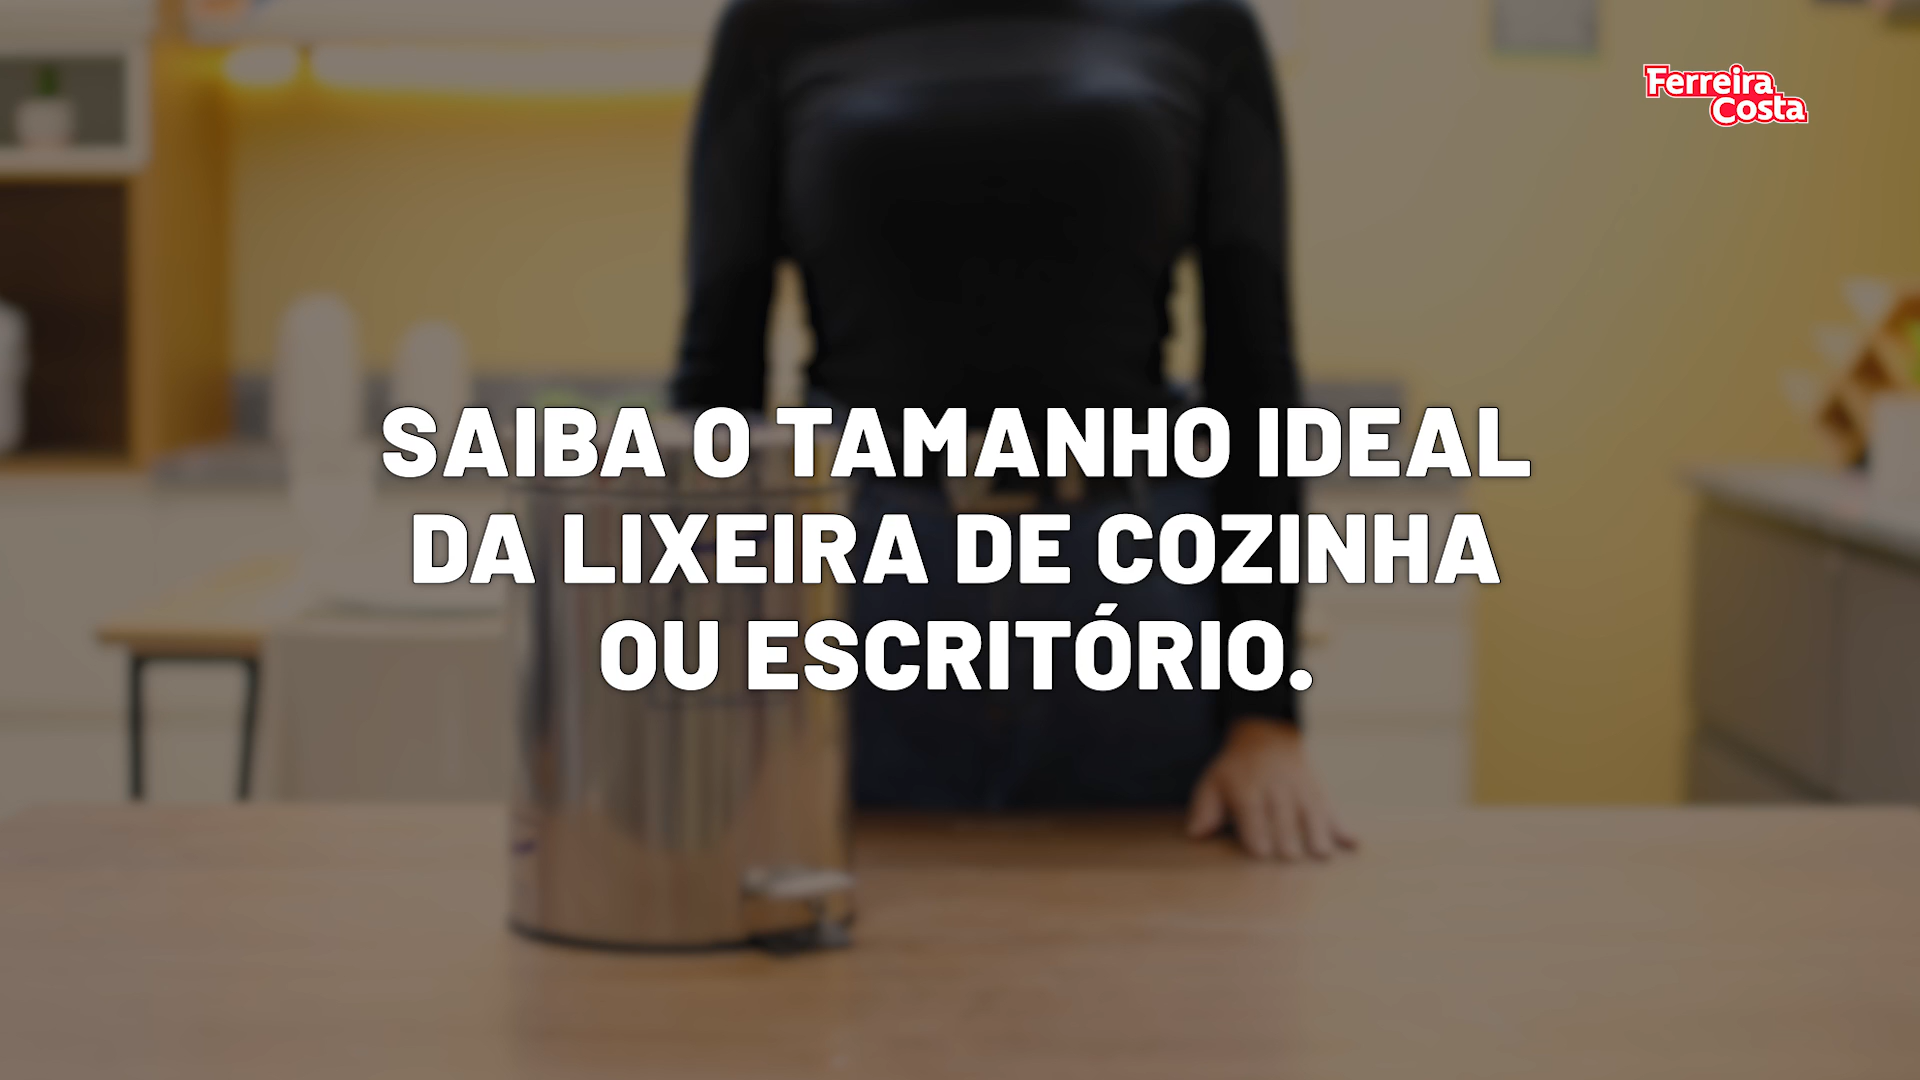 Ferreira
Costa
SAIBA O TAMANHO IDEAL
DA LIXEIRA DE COZINHA
OU ESCRITÓRIO.